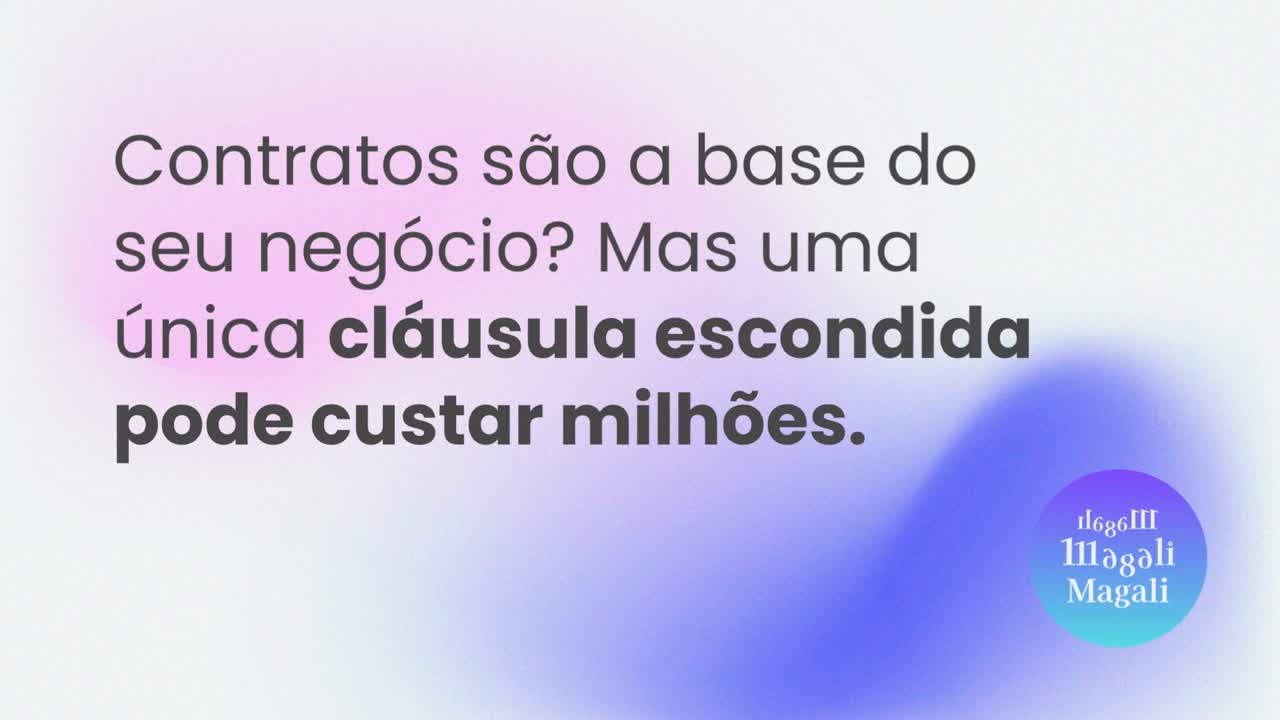 Contratos são a base do
seu negócio? Mas uma
única cláusula escondida
pode custar milhões.
Magali